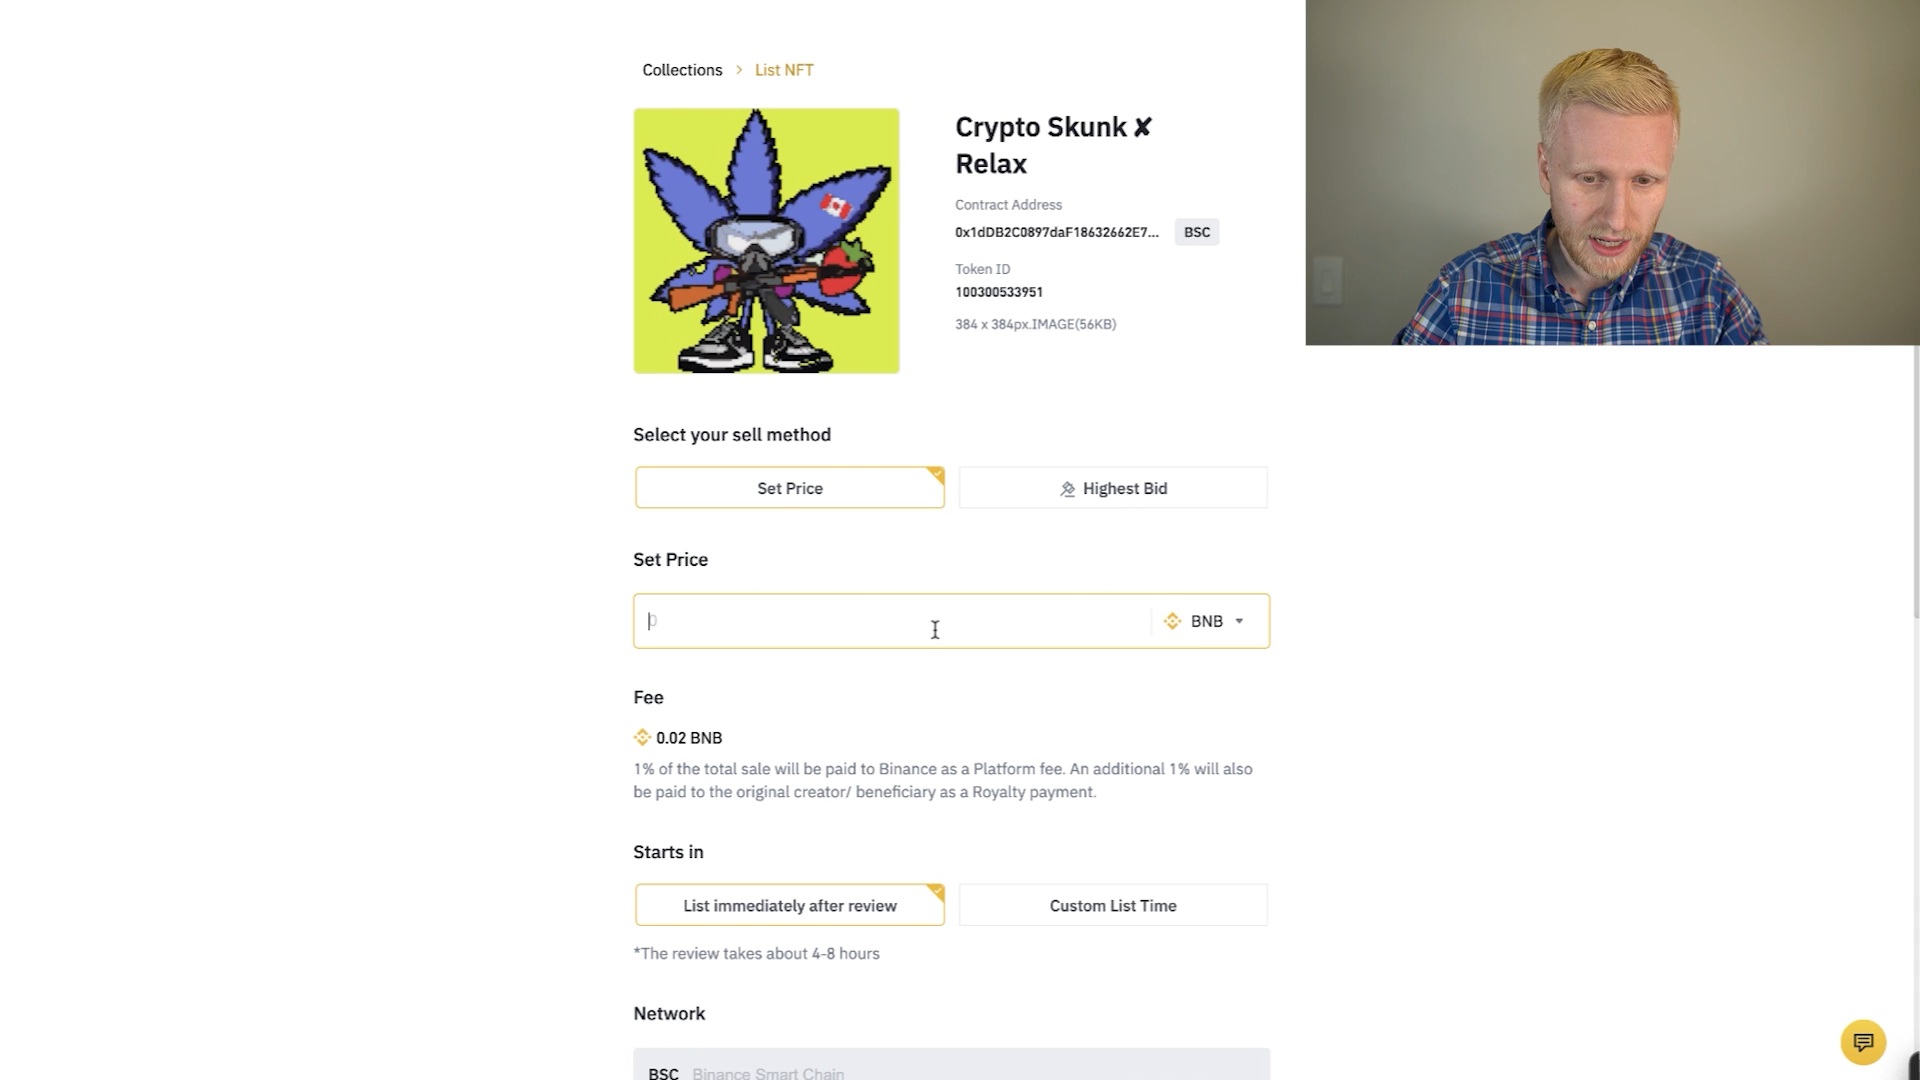 Collections > List NFT
Crypto Skunk ✘
Relax
Contract Address
0x1dDB2C0897daF18632662E7... BSC
Token ID
100300533951
384 x 384px.IMAGE(56KB)
Select your sell method
Set Price
Highest Bid
Set Price
0 BNB
Fee
0.02 BNB
1% of the total sale will be paid to Binance as a Platform fee. An additional 1% will also
be paid to the original creator/ beneficiary as a Royalty payment.
Starts in
List immediately after review
Custom List Time
*The review takes about 4-8 hours
Network
BSC Binance Smart Chain